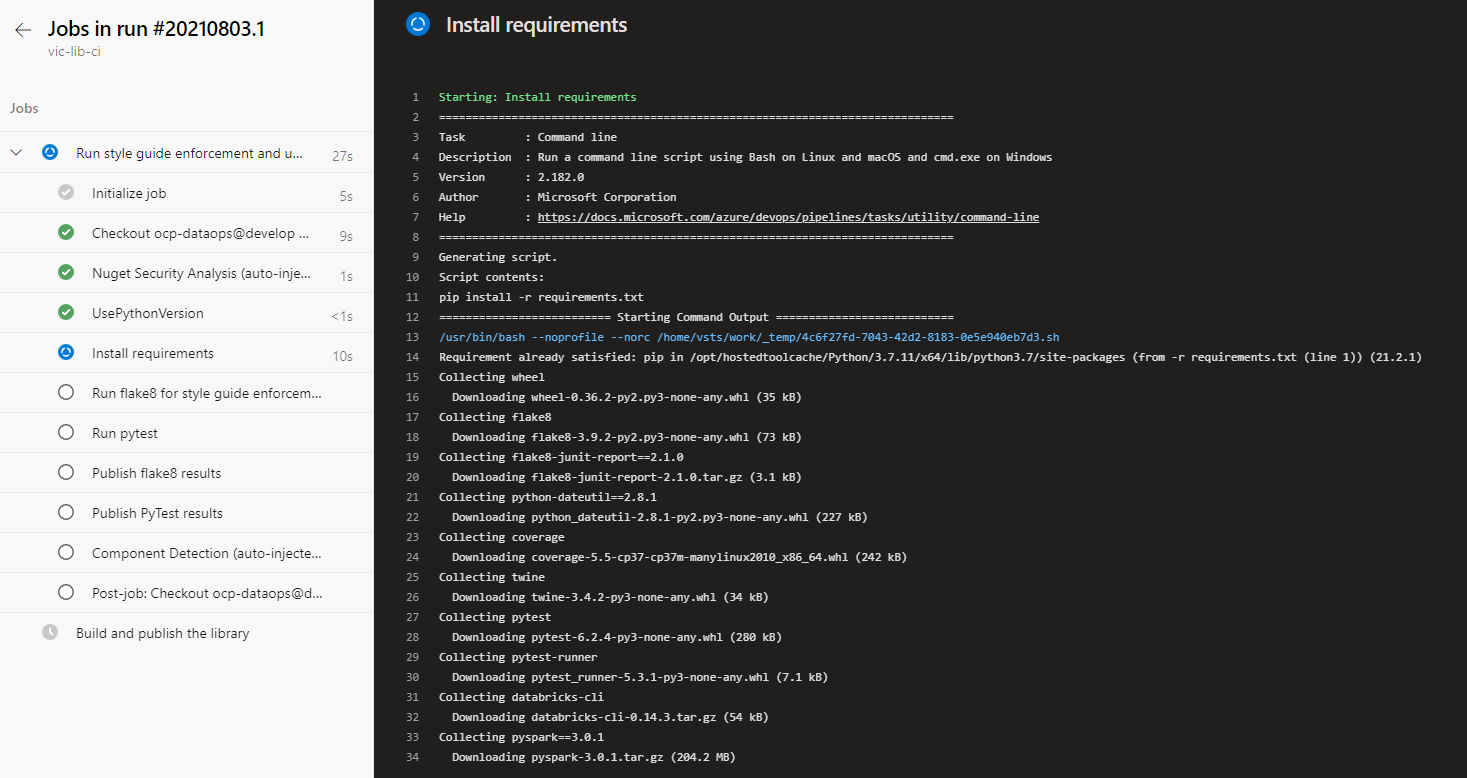 Jobs in run #20210803.1
vic-lib-ci
Jobs
Run style guide enforcement and u... 27s
Initialize job 5s
Checkout ocp-dataops@develop ... 9s
Nuget Security Analysis (auto-inje... 1s
UsePythonVersion <1s
Install requirements 10s
Run flake8 for style guide enforcem...
Run pytest
Publish flake8 results
Publish PyTest results
Component Detection (auto-injecte...
Post-job: Checkout ocp-dataops@d...
Build and publish the library
Install requirements
1 Starting: Install requirements
2 ==============================================================================
3 Task         : Command line
4 Description  : Run a command line script using Bash on Linux and macOS and cmd.exe on Windows
5 Version      : 2.182.0
6 Author       : Microsoft Corporation
7 Help         : https://docs.microsoft.com/azure/devops/pipelines/tasks/utility/command-line
8 ==============================================================================
9 Generating script.
10 Script contents:
11 pip install -r requirements.txt
12 ========================== Starting Command Output ===========================
13 /usr/bin/bash --noprofile --norc /home/vsts/work/_temp/4c6f27fd-7043-42d2-8183-0e5e940eb7d3.sh
14 Requirement already satisfied: pip in /opt/hostedtoolcache/Python/3.7.11/x64/lib/python3.7/site-packages (from -r requirements.txt (line 1)) (21.2.1)
15 Collecting wheel
16   Downloading wheel-0.36.2-py2.py3-none-any.whl (35 kB)
17 Collecting flake8
18   Downloading flake8-3.9.2-py2.py3-none-any.whl (73 kB)
19 Collecting flake8-junit-report==2.1.0
20   Downloading flake8-junit-report-2.1.0.tar.gz (3.1 kB)
21 Collecting python-dateutil==2.8.1
22   Downloading python_dateutil-2.8.1-py2.py3-none-any.whl (227 kB)
23 Collecting coverage
24   Downloading coverage-5.5-cp37-cp37m-manylinux2010_x86_64.whl (242 kB)
25 Collecting twine
26   Downloading twine-3.4.2-py3-none-any.whl (34 kB)
27 Collecting pytest
28   Downloading pytest-6.2.4-py3-none-any.whl (280 kB)
29 Collecting pytest-runner
30   Downloading pytest_runner-5.3.1-py3-none-any.whl (7.1 kB)
31 Collecting databricks-cli
32   Downloading databricks-cli-0.14.3.tar.gz (54 kB)
33 Collecting pyspark==3.0.1
34   Downloading pyspark-3.0.1.tar.gz (204.2 MB)